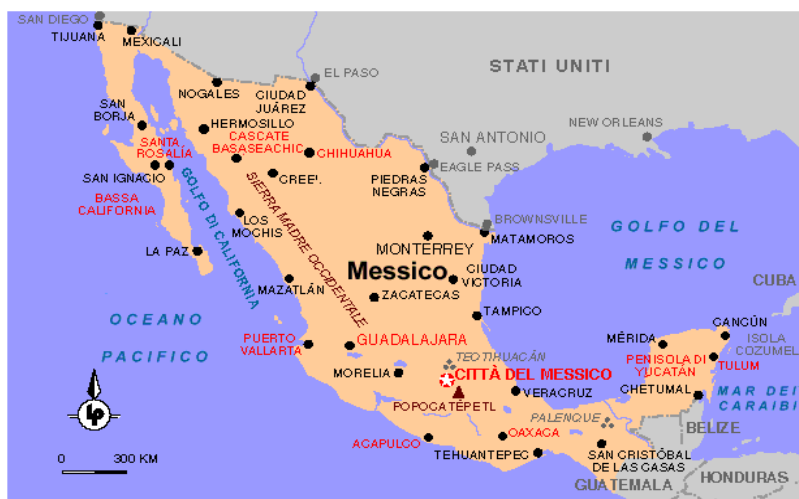 SAN DIEGO
TIJUANA
MEXICALI
NOGALES
CIUDAD
JUÁREZ
EL PASO
STATI UNITI
SAN
BORJA
HERMOSILLO
SANTA
ROSALÍA
CASCATE
BASASEACHIC
CHIHUAHUA
SAN ANTONIO
NEW ORLEANS
EAGLE PASS
SAN IGNACIO
CREE'.
PIEDRAS
NEGRAS
BASSA
CALIFORNIA
GOLFO DI CALIFORNIA
SIERRA MADRE OCCIDENTALE
LOS
MOCHIS
BROWNSVILLE
MATAMOROS
GOLFO DEL
MESSICO
MONTERREY
LA PAZ
Messico
CIUDAD
VICTORIA
CUBA
MAZATLÁN
ZACATEGAS
TAMPICO
OCEANO
PACIFICO
PUERTO
VALLARTA
GUADALAJARA
CANCÚN
MÉRIDA
ISOLA
COZUMEL
TEOTIHUACÁN
PENISOLA DI
YUCATÁN
TULUM
MORELIA
CITTÀ DEL MESSICO
CHETUMAL
VERACRUZ
MAR DEI
CARAIBI
POPOCATÉPETL
PALENQUE
BELIZE
lp
ACAPULCO
OAXACA
TEHUANTEPEC
SAN CRISTÓBAL
DE LAS CASAS
0 300 KM
GUATEMALA
HONDURAS